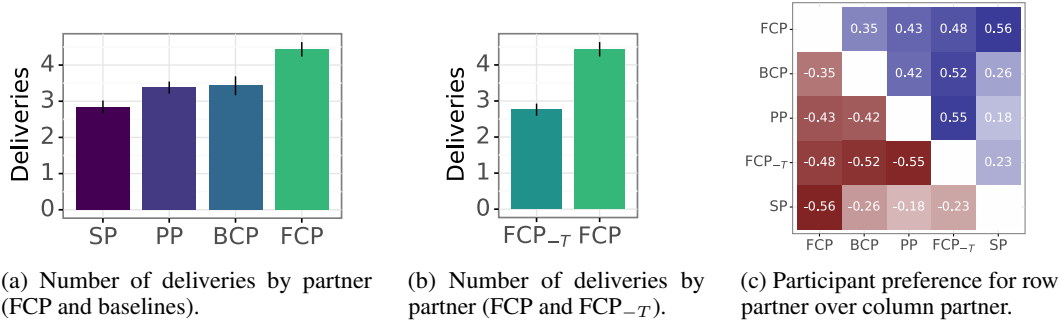 Deliveries
4
3
2
1
0
SP PP BCP FCP
(a) Number of deliveries by partner
(FCP and baselines).
Deliveries
4
3
2
1
0
FCP₋T FCP
(b) Number of deliveries by
partner (FCP and FCP₋T).
FCP 0.35 0.43 0.48 0.56
BCP -0.35 0.42 0.52 0.26
PP -0.43 -0.42 0.55 0.18
FCP₋T -0.48 -0.52 -0.55 0.23
SP -0.56 -0.26 -0.18 -0.23
FCP BCP PP FCP₋T SP
(c) Participant preference for row
partner over column partner.